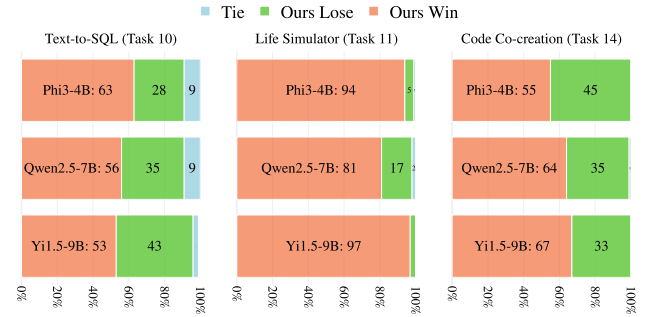 Tie Ours Lose Ours Win
Text-to-SQL (Task 10) Life Simulator (Task 11) Code Co-creation (Task 14)
Phi3-4B: 63 28 9 Phi3-4B: 94 5 Phi3-4B: 55 45
Qwen2.5-7B: 56 35 9 Qwen2.5-7B: 81 17 2 Qwen2.5-7B: 64 35
Yi1.5-9B: 53 43 Yi1.5-9B: 97 Yi1.5-9B: 67 33
0% 20% 40% 60% 80% 100% 0% 20% 40% 60% 80% 100% 0% 20% 40% 60% 80% 100%